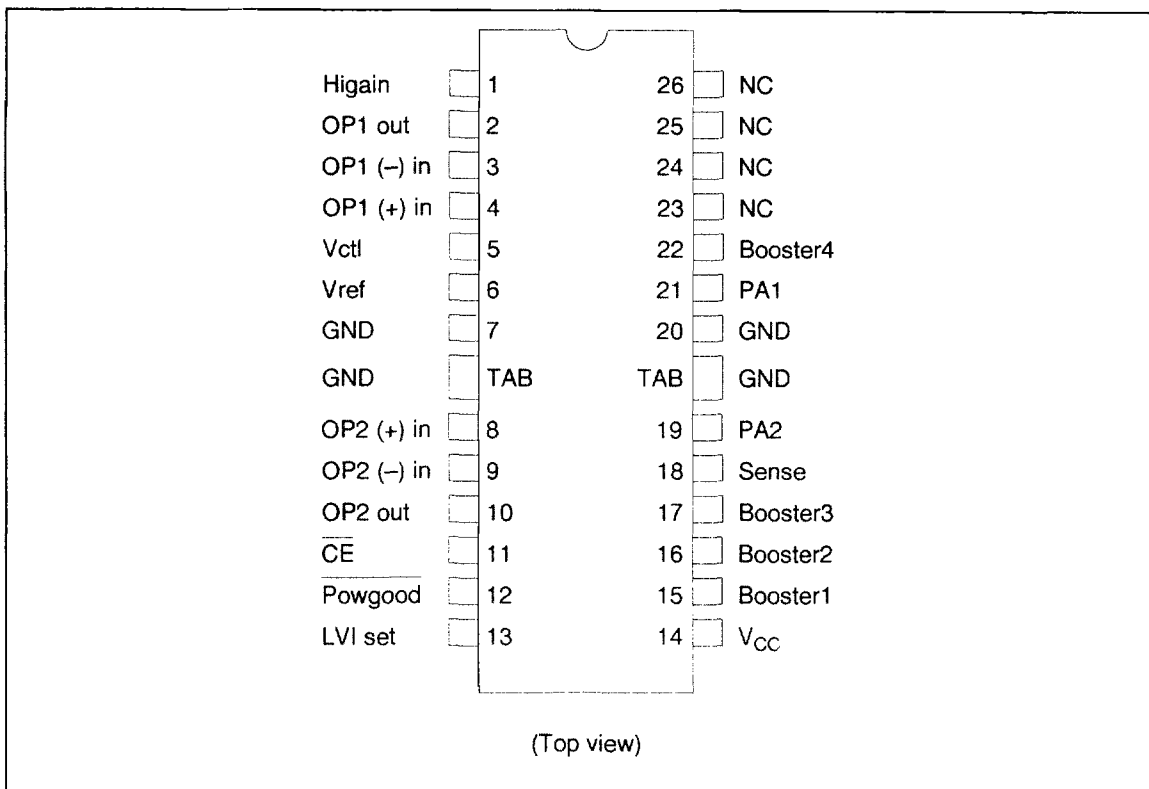 Higain 1 26 NC
OP1 out 2 25 NC
OP1 (–) in 3 24 NC
OP1 (+) in 4 23 NC
Vctl 5 22 Booster4
Vref 6 21 PA1
GND 7 20 GND
GND TAB TAB GND
OP2 (+) in 8 19 PA2
OP2 (–) in 9 18 Sense
OP2 out 10 17 Booster3
C̅E̅ 11 16 Booster2
P̅o̅w̅g̅o̅o̅d̅ 12 15 Booster1
LVI set 13 14 VCC
(Top view)